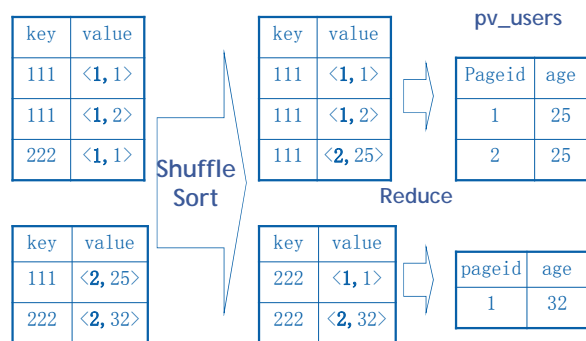 key value
111 <1, 1>
111 <1, 2>
222 <1, 1>
key value
111 <2, 25>
222 <2, 32>
Shuffle
Sort
key value
111 <1, 1>
111 <1, 2>
111 <2, 25>
key value
222 <1, 1>
222 <2, 32>
Reduce
pv_users
Pageid age
1 25
2 25
pageid age
1 32